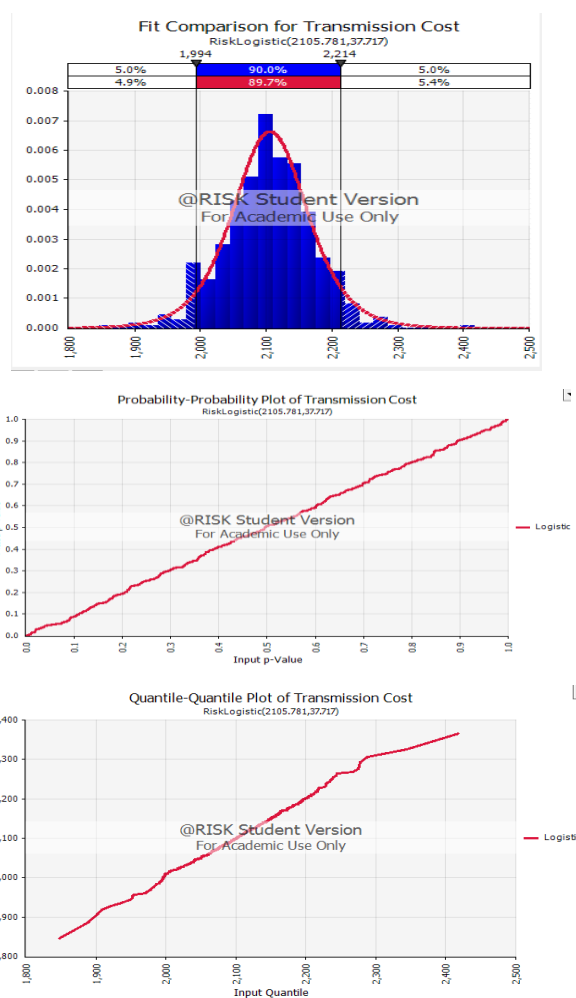 Fit Comparison for Transmission Cost
RiskLogistic(2105.781,37.717)
1,994 2,214
5.0% 90.0% 5.0%
4.9% 89.7% 5.4%
0.008
0.007
0.006
0.005
0.004
0.003
0.002
0.001
0.000
@RISK Student Version
For Academic Use Only
1,800 1,900 2,000 2,100 2,200 2,300 2,400 2,500
Probability-Probability Plot of Transmission Cost
RiskLogistic(2105.781,37.717)
1.0
0.9
0.8
0.7
0.6
0.5
0.4
0.3
0.2
0.1
0.0
@RISK Student Version
For Academic Use Only
Logistic
0.0 0.1 0.2 0.3 0.4 0.5 0.6 0.7 0.8 0.9 1.0
Input p-Value
Quantile-Quantile Plot of Transmission Cost
RiskLogistic(2105.781,37.717)
,400
,300
,200
,100
,000
,900
,800
@RISK Student Version
For Academic Use Only
Logisti
1,800 1,900 2,000 2,100 2,200 2,300 2,400 2,500
Input Quantile